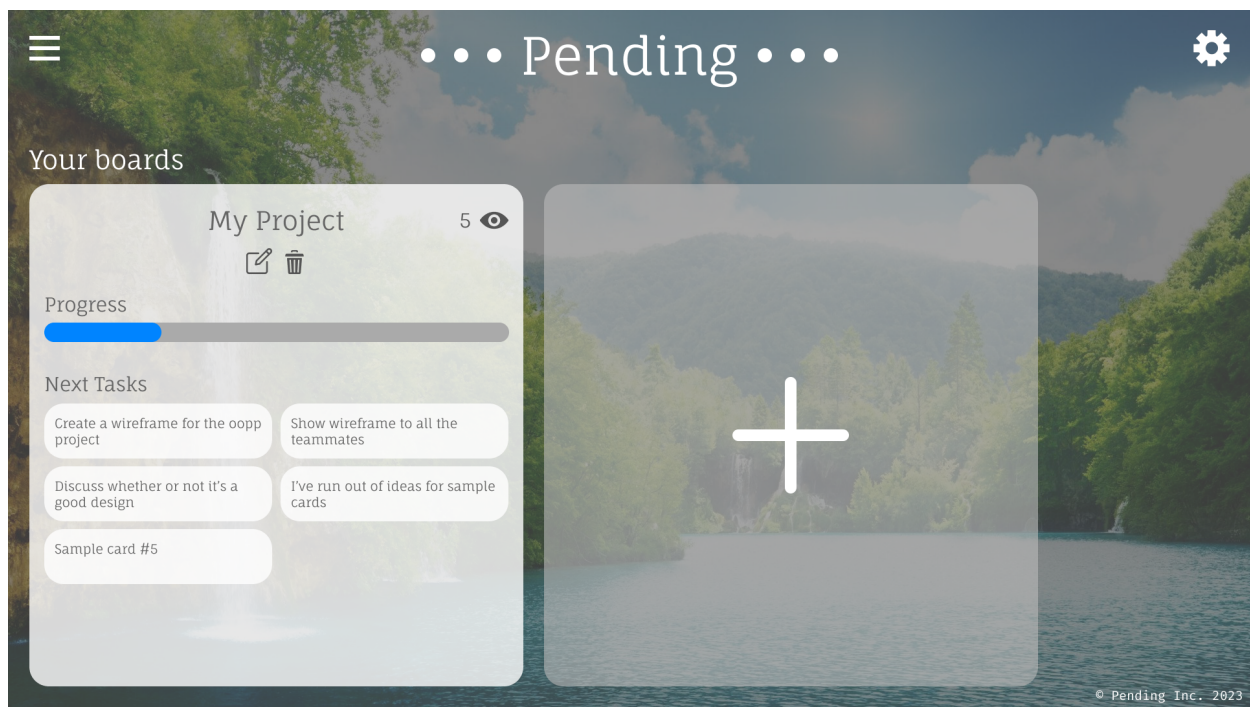 • • • Pending • • •
Your boards
My Project
5
Progress
Next Tasks
Create a wireframe for the oopp
project
Show wireframe to all the
teammates
Discuss whether or not it's a
good design
I've run out of ideas for sample
cards
Sample card #5
© Pending Inc. 2023